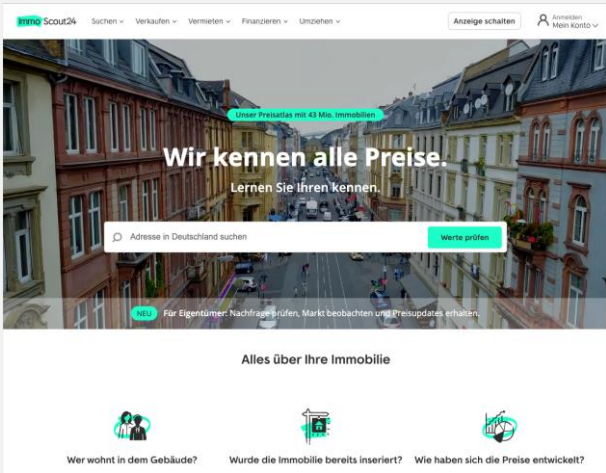 Immo Scout24
Suchen Verkaufen Vermieten Finanzieren Umziehen
Anzeige schalten
Anmelden
Mein Konto
Unser Preisatlas mit 43 Mio. Immobilien
Wir kennen alle Preise.
Lernen Sie Ihren kennen.
Adresse in Deutschland suchen
Werte prüfen
NEU Für Eigentümer: Nachfrage prüfen, Markt beobachten und Preisupdates erhalten.
Alles über Ihre Immobilie
Wer wohnt in dem Gebäude?
Wurde die Immobilie bereits inseriert?
Wie haben sich die Preise entwickelt?